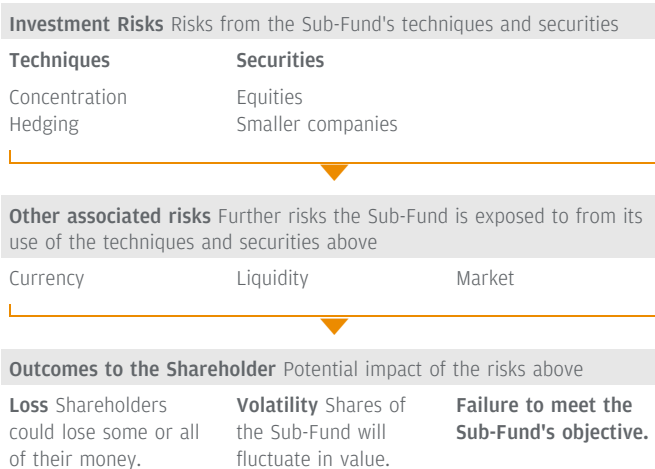 Investment Risks Risks from the Sub-Fund's techniques and securities
Techniques Securities
Concentration Equities
Hedging Smaller companies
Other associated risks Further risks the Sub-Fund is exposed to from its
use of the techniques and securities above
Currency Liquidity Market
Outcomes to the Shareholder Potential impact of the risks above
Loss Shareholders
could lose some or all
of their money.
Volatility Shares of
the Sub-Fund will
fluctuate in value.
Failure to meet the
Sub-Fund's objective.